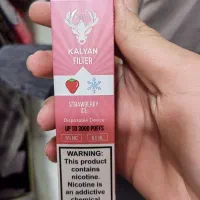 KALYAN
FILTER
STRAWBERRY
ICE
Disposable Device
UP TO 3000 PUFFS
WARNING:
This product
contains
nicotine.
Nicotine is
an addictive
chemical